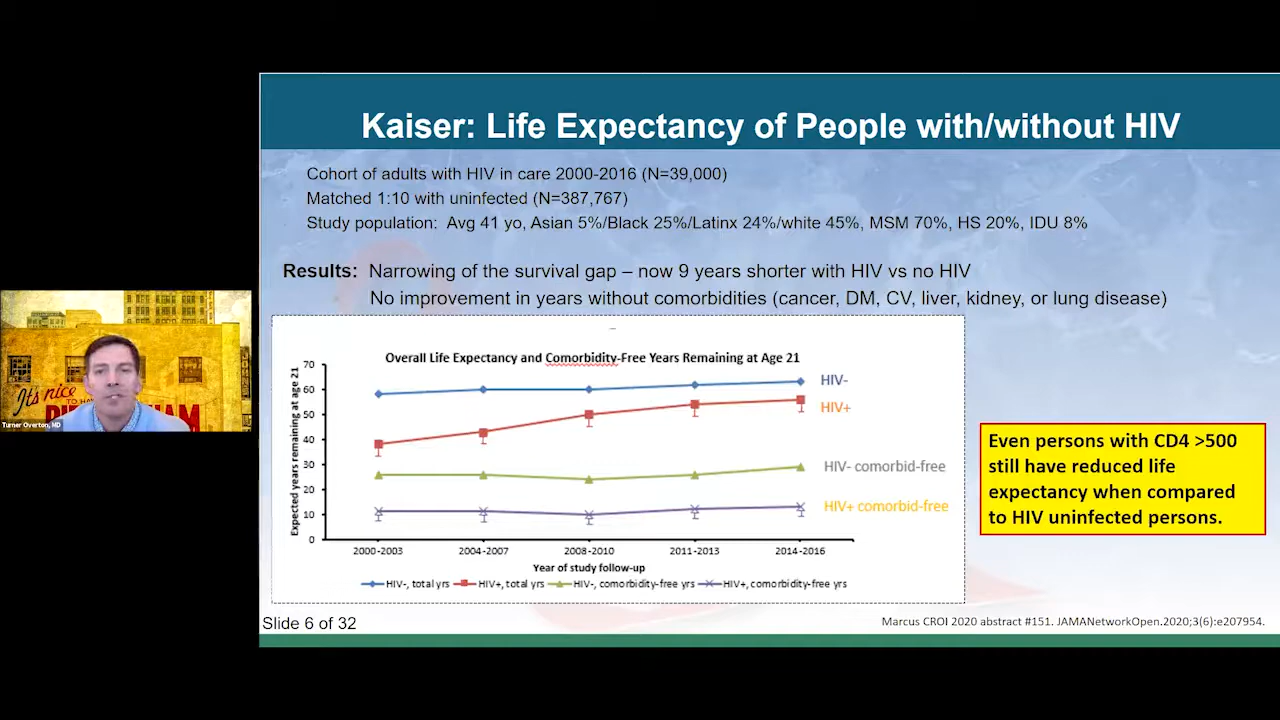 Kaiser: Life Expectancy of People with/without HIV
Cohort of adults with HIV in care 2000-2016 (N=39,000)
Matched 1:10 with uninfected (N=387,767)
Study population: Avg 41 yo, Asian 5%/Black 25%/Latinx 24%/white 45%, MSM 70%, HS 20%, IDU 8%
Results: Narrowing of the survival gap – now 9 years shorter with HIV vs no HIV
No improvement in years without comorbidities (cancer, DM, CV, liver, kidney, or lung disease)
Overall Life Expectancy and Comorbidity-Free Years Remaining at Age 21
Expected years remaining at age 21
70
60
50
40
30
20
10
0
HIV-
HIV+
HIV- comorbid-free
HIV+ comorbid-free
2000-2003 2004-2007 2008-2010 2011-2013 2014-2016
Year of study follow-up
HIV-, total yrs HIV+, total yrs HIV-, comorbidity-free yrs HIV+, comorbidity-free yrs
Even persons with CD4 >500
still have reduced life
expectancy when compared
to HIV uninfected persons.
Marcus CROI 2020 abstract #151. JAMANetworkOpen.2020;3(6):e207954.
Slide 6 of 32
It's nice
TO HA
Turner Overton, MD